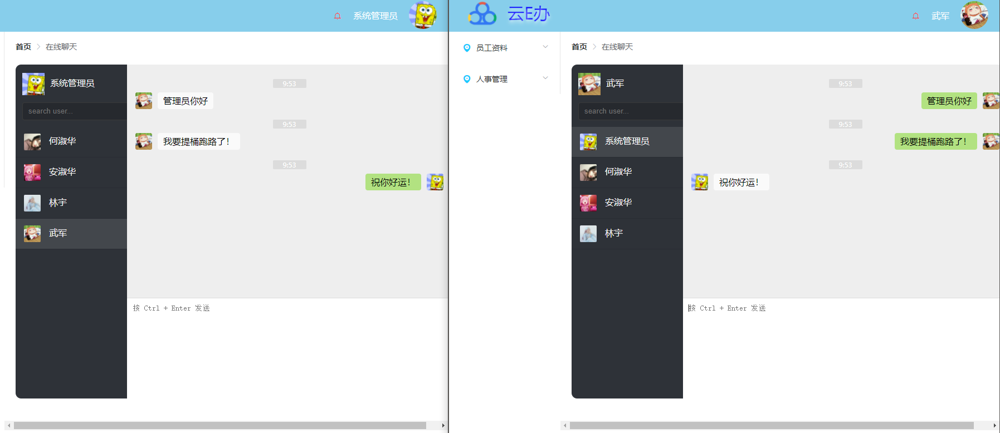 系统管理员
首页 > 在线聊天
系统管理员
search user...
何淑华
安淑华
林宇
武军
9:53
管理员你好
9:53
我要提桶跑路了！
9:53
祝你好运！
按 Ctrl + Enter 发送
云E办
武军
员工资料
人事管理
首页 > 在线聊天
武军
search user...
系统管理员
何淑华
安淑华
林宇
9:53
管理员你好
9:53
我要提桶跑路了！
9:53
祝你好运！
按 Ctrl + Enter 发送